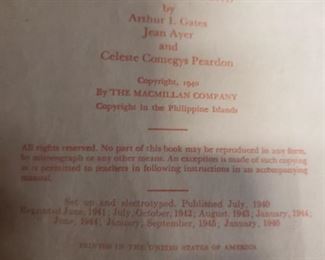 by
Arthur I. Gates
Jean Ayer
and
Celeste Comegys Peardon
Copyright, 1940
By THE MACMILLAN COMPANY
Copyright in the Philippine Islands
All rights reserved. No part of this book may be reproduced in any form,
by mimeograph or any other means. An exception is made of such copying
as is permitted to teachers in following instructions in an accompanying
manual.
Set up and electrotyped. Published July, 1940
Reprinted June, 1941; July, October, 1942; August, 1943; January, 1944;
June, 1944; January, September, 1945; January, 1946
PRINTED IN THE UNITED STATES OF AMERICA